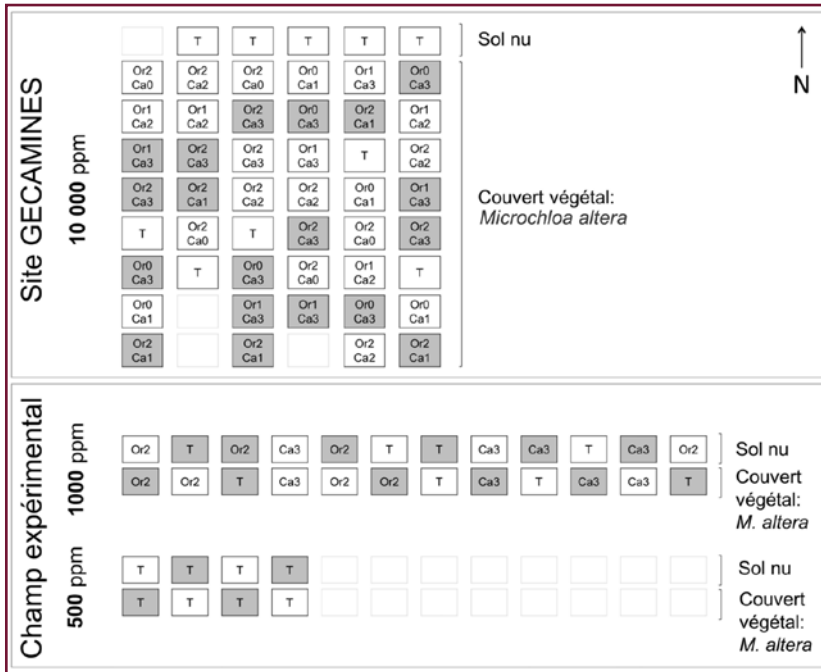 Site GECAMINES
10 000 ppm
T T T T T
Sol nu
N
Or2 Or2 Or2 Or0 Or1 Or0
Ca0 Ca2 Ca0 Ca1 Ca3 Ca3
Or1 Or1 Or2 Or0 Or2 Or1
Ca2 Ca2 Ca3 Ca3 Ca1 Ca2
Or1 Or2 Or2 Or1 T Or2
Ca3 Ca3 Ca3 Ca3 Ca2
Or2 Or2 Or2 Or2 Or0 Or1
Ca3 Ca1 Ca0 Ca2 Ca1 Ca3
T Or2 T Or2 Or2 Or2
Ca0 Ca3 Ca0 Ca3
Or0 T Or0 Or2 Or1 T
Ca3 Ca3 Ca0 Ca2
Or0 Or1 Or1 Or0 Or0
Ca1 Ca3 Ca3 Ca3 Ca1
Or2 Or2 Or2 Or2
Ca1 Ca1 Ca2 Ca1
Couvert végétal:
Microchloa altera
Champ expérimental
1000 ppm
Or2 T Or2 Ca3 Or2 T T Ca3 Ca3 T Ca3 Or2
Sol nu
Or2 Or2 T Ca3 Or2 Or2 T Ca3 T Ca3 Ca3 T
Couvert
végétal:
M. altera
500 ppm
T T T T
Sol nu
T T T T
Couvert
végétal:
M. altera